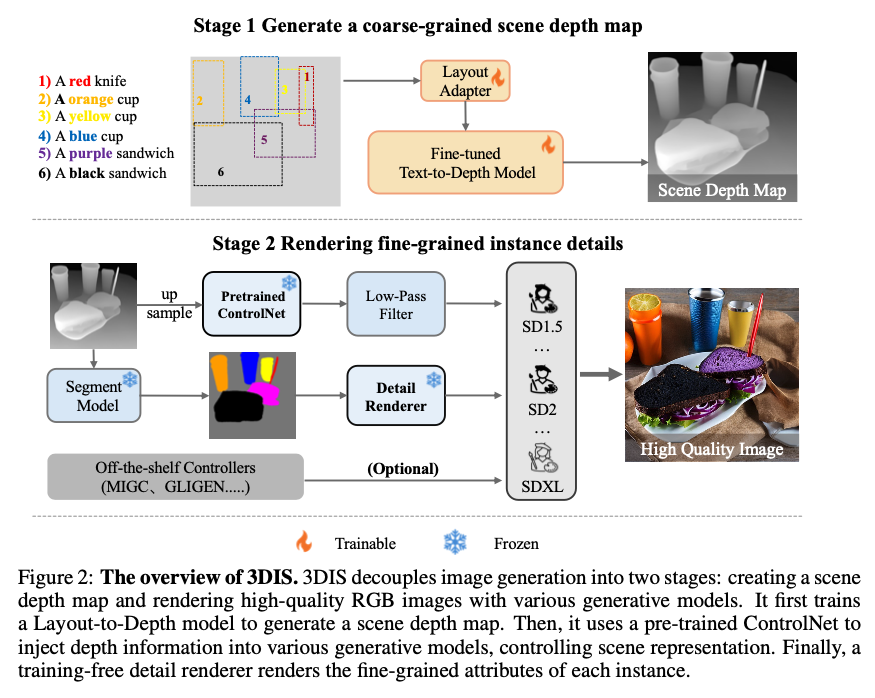 Stage 1 Generate a coarse-grained scene depth map
1) A red knife
2) A orange cup
3) A yellow cup
4) A blue cup
5) A purple sandwich
6) A black sandwich
1
2
3
4
5
6
Layout
Adapter
Fine-tuned
Text-to-Depth Model
Scene Depth Map
Stage 2 Rendering fine-grained instance details
up
sample
Pretrained
ControlNet
Low-Pass
Filter
Segment
Model
Detail
Renderer
Off-the-shelf Controllers
(MIGC、GLIGEN.....)
(Optional)
SD1.5
...
SD2
...
SDXL
High Quality Image
Trainable
Frozen
Figure 2: The overview of 3DIS. 3DIS decouples image generation into two stages: creating a scene
depth map and rendering high-quality RGB images with various generative models. It first trains
a Layout-to-Depth model to generate a scene depth map. Then, it uses a pre-trained ControlNet to
inject depth information into various generative models, controlling scene representation. Finally, a
training-free detail renderer renders the fine-grained attributes of each instance.